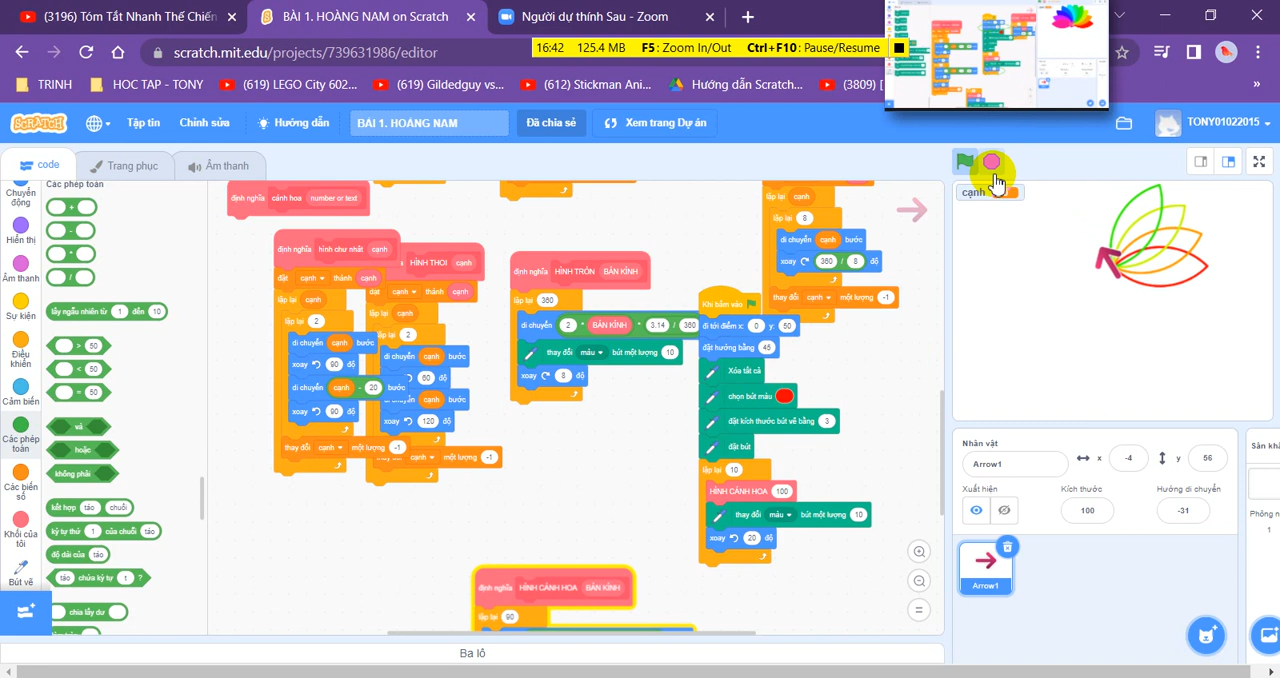 (3196) Tóm Tắt Nhanh Thế Chiến
BÀI 1. HOÀNG NAM on Scratch
Người dự thính Sau - Zoom
scratch.mit.edu/projects/739631986/editor
16:42 125.4 MB F5: Zoom In/Out Ctrl+F10: Pause/Resume
TRINH
HOC TAP - TONY
(619) LEGO City 602...
(619) Gildedguy vs...
(612) Stickman Ani...
Hướng dẫn Scratch...
(3809) [
SCRATCH
Tập tin
Chỉnh sửa
Hướng dẫn
BÀI 1. HOÀNG NAM
Đã chia sẻ
Xem trang Dự án
TONY01022015
code
Trang phục
Âm thanh
Chuyển động
Hiển thị
Âm thanh
Sự kiện
Điều khiển
Cảm biến
Các phép toán
Các biến số
Khối của tôi
Bút vẽ
Các phép toán
+
-
*
/
lấy ngẫu nhiên từ 1 đến 10
> 50
< 50
= 50
và
hoặc
không phải
kết hợp táo chuối
ký tự thứ 1 của chuỗi táo
độ dài của táo
táo chứa ký tự 1 ?
chia lấy dư
định nghĩa cánh hoa number or text
định nghĩa hình chư nhât cạnh
đặt cạnh thành cạnh
lặp lại cạnh
lặp lại 2
di chuyển cạnh bước
xoay 90 độ
di chuyển cạnh - 20 bước
xoay 90 độ
thay đổi cạnh một lượng -1
HÌNH THOI cạnh
đặt cạnh thành cạnh
lặp lại cạnh
lặp lại 2
di chuyển cạnh bước
60 độ
di chuyển cạnh bước
xoay 120 độ
cạnh một lượng -1
định nghĩa HÌNH TRÒN BÁN KÍNH
lặp lại 360
di chuyển 2 * BÁN KÍNH * 3.14 / 360
thay đổi màu bút một lượng 10
xoay 8 độ
lặp lại cạnh
lặp lại 8
di chuyển cạnh bước
xoay 360 / 8 độ
thay đổi cạnh một lượng -1
Khi bấm vào
đi tới điểm x: 0 y: 50
đặt hướng bằng 45
Xóa tất cả
chọn bút màu
đặt kích thước bút vẽ bằng 3
đặt bút
lặp lại 10
HÌNH CÁNH HOA 100
thay đổi màu bút một lượng 10
xoay 20 độ
định nghĩa HÌNH CÁNH HOA BÁN KÍNH
lặp lại 90
Ba lô
cạnh
Nhân vật
Arrow1
x -4
y 56
Xuất hiện
Kích thước
100
Hướng di chuyển
-31
Arrow1
Sân khấ
Phông n
1